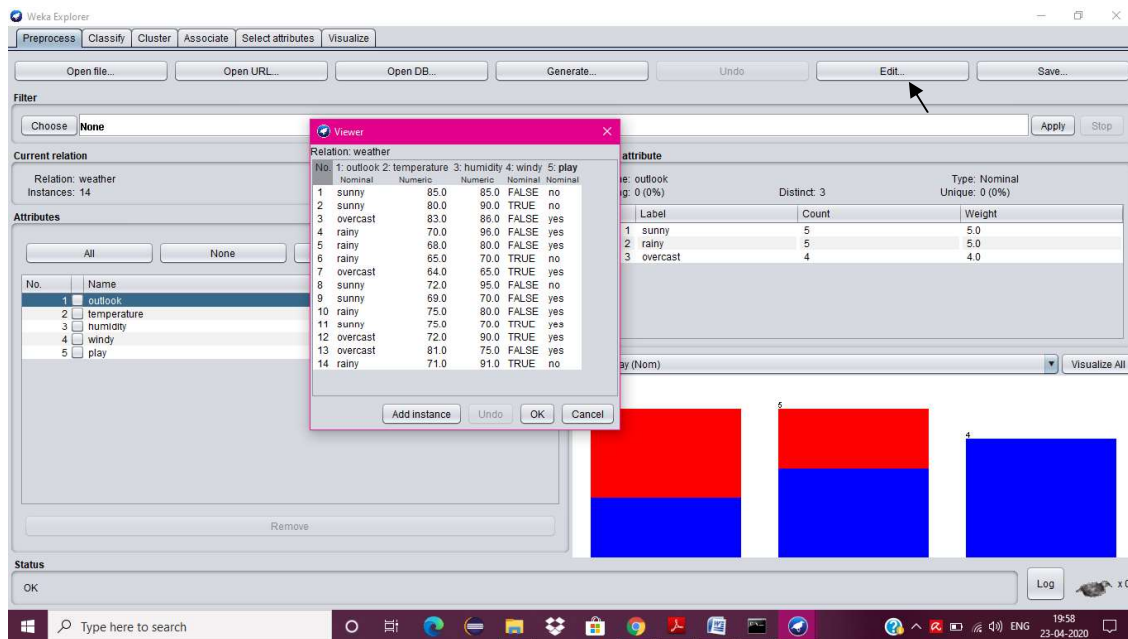 Weka Explorer
Preprocess Classify Cluster Associate Select attributes Visualize
Open file... Open URL... Open DB... Generate... Undo Edit... Save...
Filter
Choose None Apply Stop
Current relation
Relation: weather
Instances: 14
Attributes
All None
No. Name
1 outlook
2 temperature
3 humidity
4 windy
5 play
Remove
Viewer
Relation: weather
No. 1: outlook 2: temperature 3: humidity 4: windy 5: play
Nominal Numeric Numeric Nominal Nominal
1 sunny 85.0 85.0 FALSE no
2 sunny 80.0 90.0 TRUE no
3 overcast 83.0 86.0 FALSE yes
4 rainy 70.0 96.0 FALSE yes
5 rainy 68.0 80.0 FALSE yes
6 rainy 65.0 70.0 TRUE no
7 overcast 64.0 65.0 TRUE yes
8 sunny 72.0 95.0 FALSE no
9 sunny 69.0 70.0 FALSE yes
10 rainy 75.0 80.0 FALSE yes
11 sunny 75.0 70.0 TRUE yes
12 overcast 72.0 90.0 TRUE yes
13 overcast 81.0 75.0 FALSE yes
14 rainy 71.0 91.0 TRUE no
Add instance Undo OK Cancel
attribute
e: outlook Type: Nominal
g: 0 (0%) Distinct: 3 Unique: 0 (0%)
Label Count Weight
1 sunny 5 5.0
2 rainy 5 5.0
3 overcast 4 4.0
ay (Nom) Visualize All
5
4
Status
OK
Log x 0
Type here to search
ENG
19:58
23-04-2020